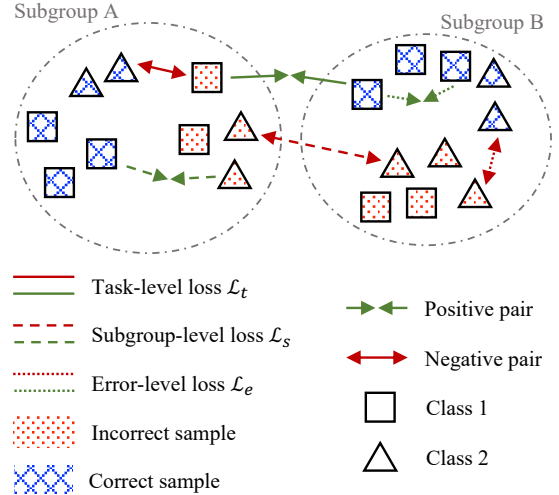 Subgroup A
Subgroup B
Task-level loss ℒₜ
Subgroup-level loss ℒₛ
Error-level loss ℒₑ
Incorrect sample
Correct sample
Positive pair
Negative pair
Class 1
Class 2